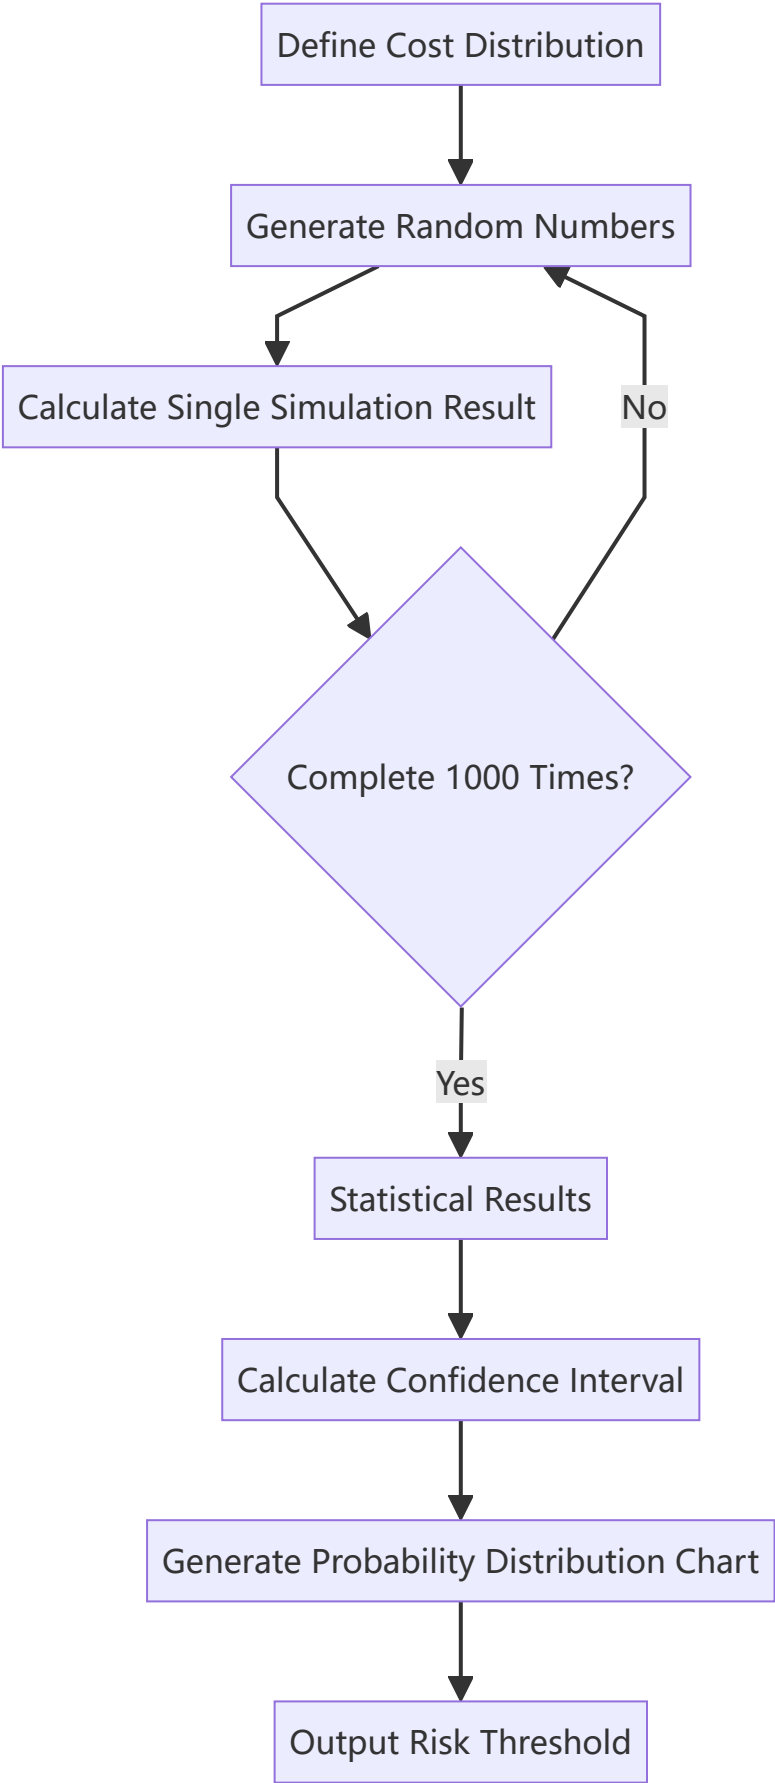 Define Cost Distribution
Generate Random Numbers
Calculate Single Simulation Result
No
Complete 1000 Times?
Yes
Statistical Results
Calculate Confidence Interval
Generate Probability Distribution Chart
Output Risk Threshold